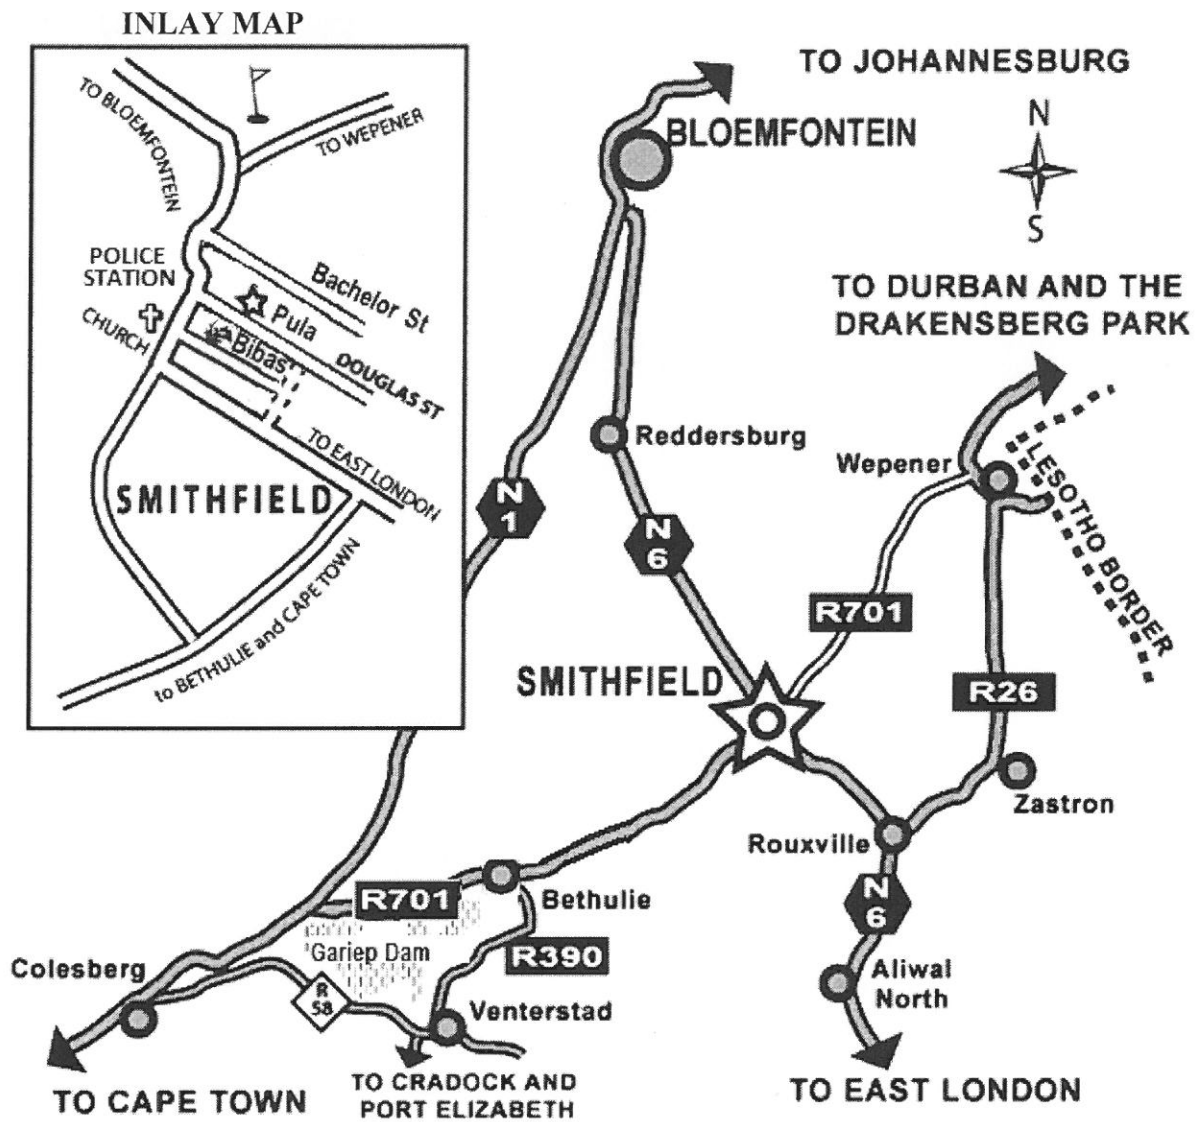 INLAY MAP
TO BLOEMFONTEIN
TO WEPENER
POLICE
STATION
CHURCH
Bachelor St
Pula
Bibas
DOUGLAS ST
TO EAST LONDON
SMITHFIELD
to BETHULIE and CAPE TOWN
TO JOHANNESBURG
BLOEMFONTEIN
N
S
TO DURBAN AND THE
DRAKENSBERG PARK
Reddersburg
Wepener
LESOTHO BORDER
N
1
N
6
R701
SMITHFIELD
R26
Zastron
Rouxville
R701
Bethulie
N
6
Gariep Dam
R390
Colesberg
R
58
Venterstad
Aliwal
North
TO CAPE TOWN
TO CRADOCK AND
PORT ELIZABETH
TO EAST LONDON